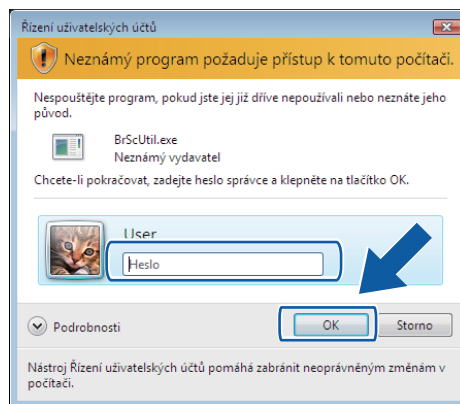 Řízení uživatelských účtů
Neznámý program požaduje přístup k tomuto počítači.
Nespouštějte program, pokud jste jej již dříve nepoužívali nebo neznáte jeho
původ.
BrScUtil.exe
Neznámý vydavatel
Chcete-li pokračovat, zadejte heslo správce a klepněte na tlačítko OK.
User
Heslo
Podrobnosti
OK
Storno
Nástroj Řízení uživatelských účtů pomáhá zabránit neoprávněným změnám v
počítači.